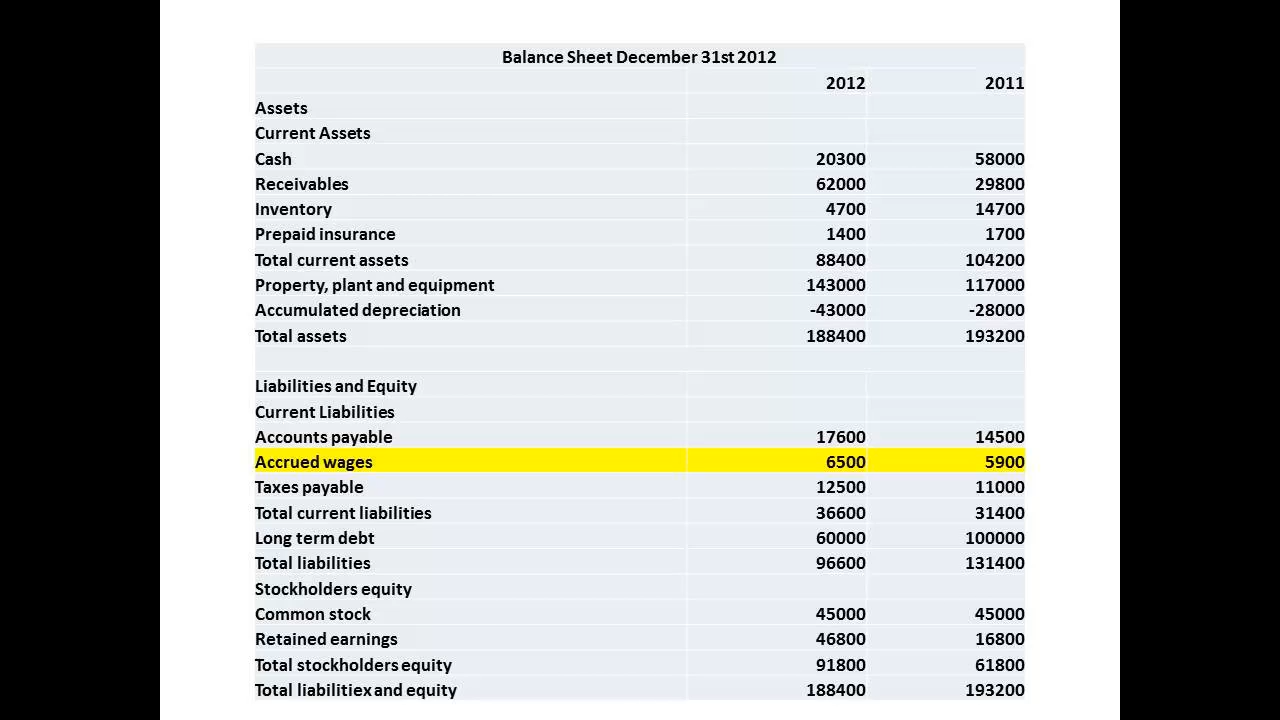 Balance Sheet December 31st 2012
2012 2011
Assets
Current Assets
Cash 20300 58000
Receivables 62000 29800
Inventory 4700 14700
Prepaid insurance 1400 1700
Total current assets 88400 104200
Property, plant and equipment 143000 117000
Accumulated depreciation -43000 -28000
Total assets 188400 193200
Liabilities and Equity
Current Liabilities
Accounts payable 17600 14500
Accrued wages 6500 5900
Taxes payable 12500 11000
Total current liabilities 36600 31400
Long term debt 60000 100000
Total liabilities 96600 131400
Stockholders equity
Common stock 45000 45000
Retained earnings 46800 16800
Total stockholders equity 91800 61800
Total liabilitiex and equity 188400 193200